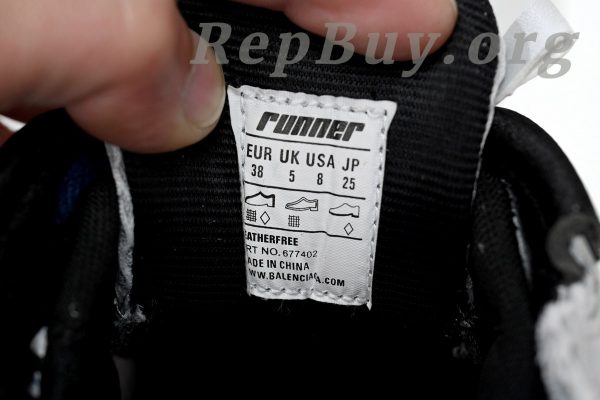 RepBuy.org
runner
EUR UK USA JP
38 5 8 25
EATHERFREE
RT NO. 677402
ADE IN CHINA
WWW.BALENCIAGA.COM